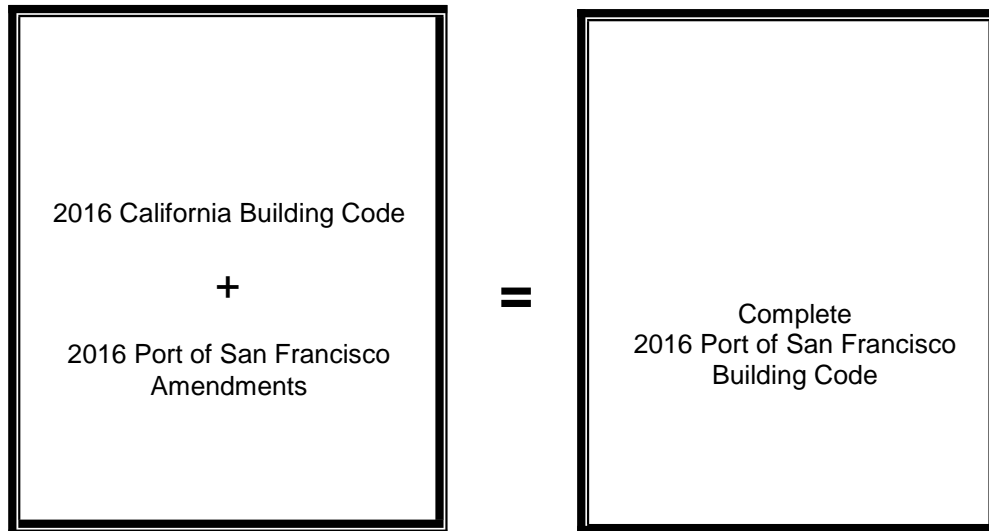 2016 California Building Code
+
2016 Port of San Francisco
Amendments
=
Complete
2016 Port of San Francisco
Building Code